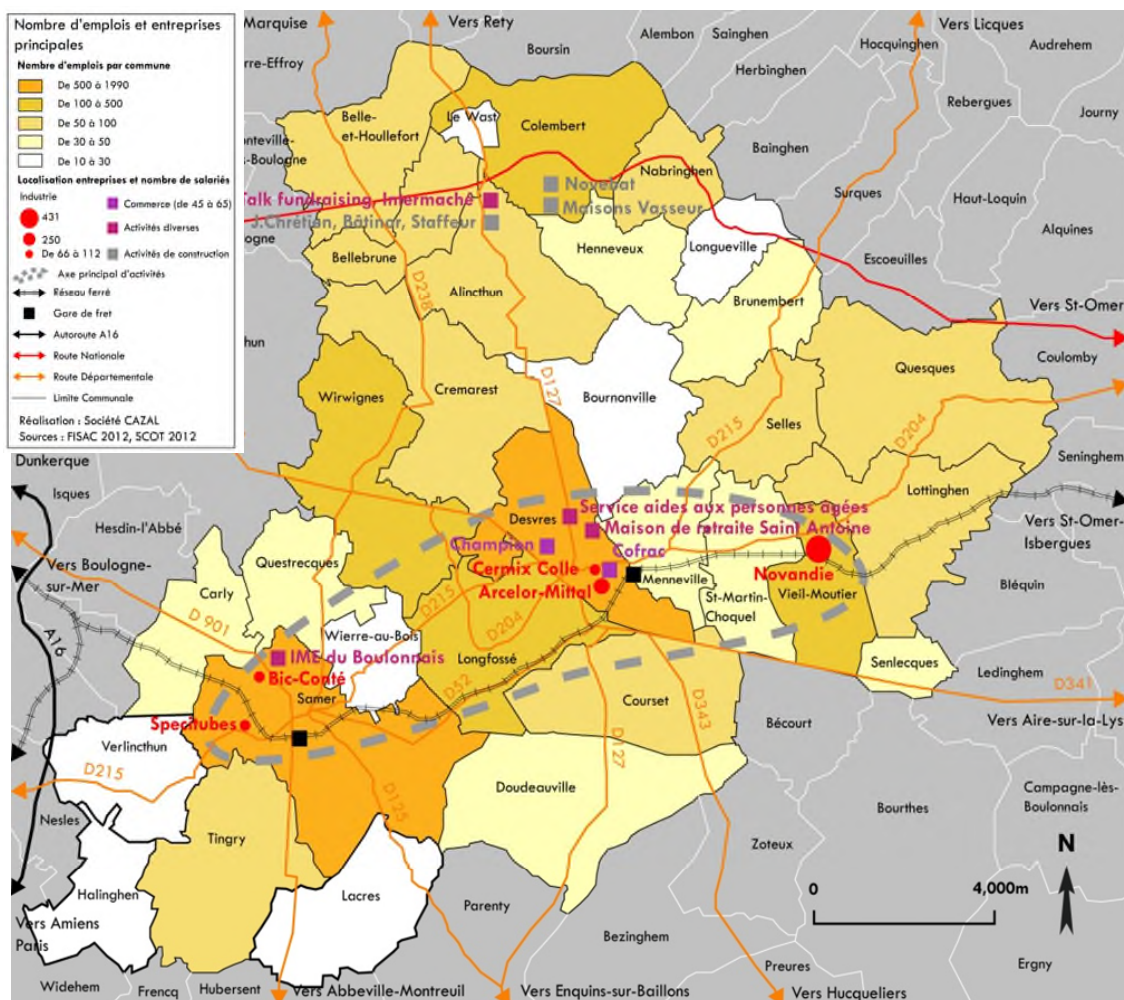 Nombre d'emplois et entreprises
principales
Nombre d'emplois par commune
De 500 à 1990
De 100 à 500
De 50 à 100
De 30 à 50
De 10 à 30
Localisation entreprises et nombre de salariés
Industrie
431
250
De 66 à 112
Commerce (de 45 à 65)
Activités diverses
Activités de construction
Axe principal d'activités
Réseau ferré
Gare de fret
Autoroute A16
Route Nationale
Route Départementale
Limite Communale
Réalisation : Société CAZAL
Sources : FISAC 2012, SCOT 2012
Marquise
Vers Rety
Boursin
Alembon
Sainghen
Herbinghen
Hocquinghen
Vers Licques
Audrehem
Rebergues
Journy
Bainghen
Surques
Haut-Loquin
Alquines
Escoeuilles
Vers St-Omer
Coulomby
Seninghem
Vers St-Omer-
Isbergues
Bléquin
Ledinghem
D341
Vers Aire-sur-la-Lys
Belle-
et-Houllefort
Le Wast
Colembert
Nabringhen
Talk fundraising, Intermaché
J.Chrétien, Bâtinor, Staffeur
Novebat
Maisons Vasseur
Henneveux
Longueville
Brunembert
Bellebrune
Alincthun
D238
D127
Quesques
Wirwignes
Cremarest
Bournonville
Selles
D215
D204
Lottinghen
Dunkerque
Isques
Hesdin-l'Abbé
Vers Boulogne-
sur-Mer
Desvres
Service aides aux personnes agées
Maison de retraite Saint Antoine
Champion
Cofrac
Cermix Colle
Arcelor-Mittal
Menneville
St-Martin-
Choquel
Novandie
Vieil-Moutier
Senlecques
Questrecques
Carly
D 901
A16
Wierre-au-Bois
D215
D204
Longfossé
D52
IME du Boulonnais
Bic-Conté
Samer
Specitubes
Courset
D343
D127
Bécourt
Verlincthun
D215
D125
Doudeauville
Nesles
Tingry
Halinghen
Lacres
Vers Amiens
Paris
Parenty
Bezinghem
Zoteux
Bourthes
Campagne-lès-
Boulonnais
N
0
4,000m
Preures
Ergny
Widehem
Frencq
Hubersent
Vers Abbeville-Montreuil
Vers Enquins-sur-Baillons
Vers Hucqueliers